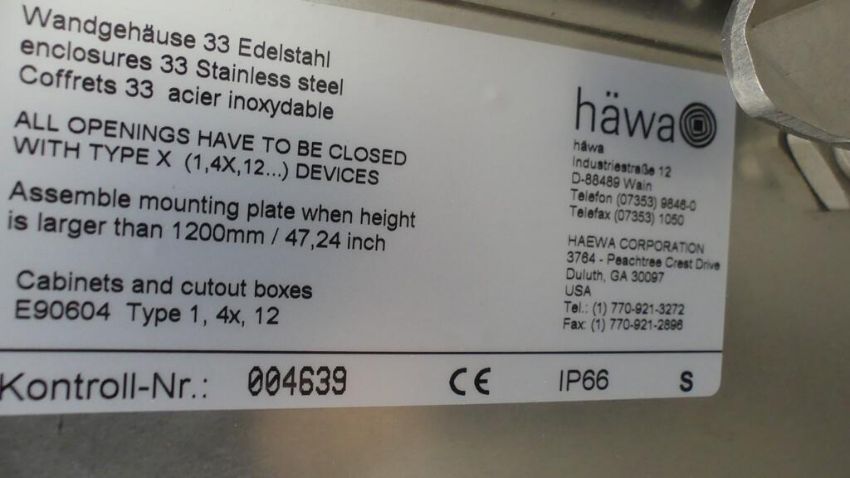 Wandgehäuse 33 Edelstahl
enclosures 33 Stainless steel
Coffrets 33 acier inoxydable
ALL OPENINGS HAVE TO BE CLOSED
WITH TYPE X (1,4X,12...) DEVICES
Assemble mounting plate when height
is larger than 1200mm / 47,24 inch
Cabinets and cutout boxes
E90604 Type 1, 4x, 12
häwa
häwa
Industriestraße 12
D-88489 Wain
Telefon (07353) 9846-0
Telefax (07353) 1050
HAEWA CORPORATION
3764 - Peachtree Crest Drive
Duluth, GA 30097
USA
Tel.: (1) 770-921-3272
Fax: (1) 770-921-2896
Kontroll-Nr.: 004639 CE IP66 S